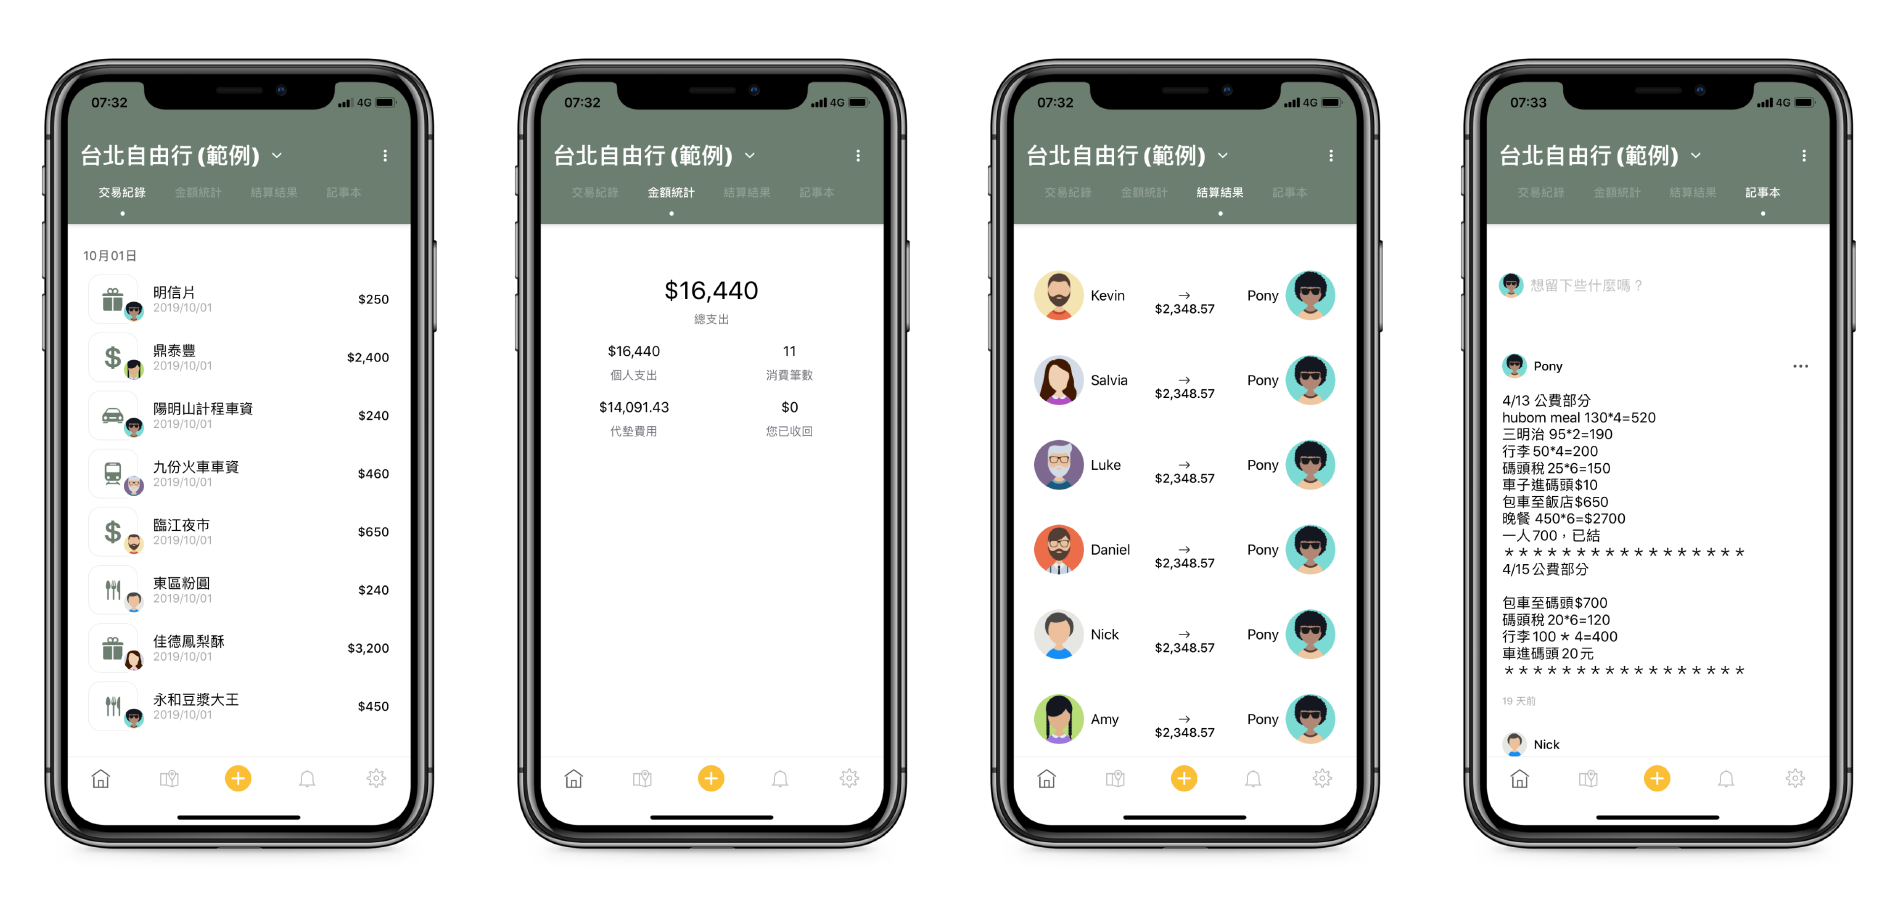 07:32
4G
台北自由行 (範例)
交易紀錄 金額統計 結算結果 記事本
10月01日
明信片
2019/10/01
$250
鼎泰豐
2019/10/01
$2,400
陽明山計程車資
2019/10/01
$240
九份火車車資
2019/10/01
$460
臨江夜市
2019/10/01
$650
東區粉圓
2019/10/01
$240
佳德鳳梨酥
2019/10/01
$3,200
永和豆漿大王
2019/10/01
$450
07:32
4G
台北自由行 (範例)
交易紀錄 金額統計 結算結果 記事本
$16,440
總支出
$16,440 11
個人支出 消費筆數
$14,091.43 $0
代墊費用 您已收回
07:32
4G
台北自由行 (範例)
交易紀錄 金額統計 結算結果 記事本
Kevin → Pony
$2,348.57
Salvia → Pony
$2,348.57
Luke → Pony
$2,348.57
Daniel → Pony
$2,348.57
Nick → Pony
$2,348.57
Amy → Pony
$2,348.57
07:33
4G
台北自由行 (範例)
交易紀錄 金額統計 結算結果 記事本
想留下些什麼嗎？
Pony
4/13 公費部分
hubom meal 130*4=520
三明治 95*2=190
行李 50*4=200
碼頭稅 25*6=150
車子進碼頭$10
包車至飯店$650
晚餐 450*6=$2700
一人700，已結
*****************
4/15公費部分
包車至碼頭$700
碼頭稅 20*6=120
行李100 * 4=400
車進碼頭 20元
*****************
19 天前
Nick